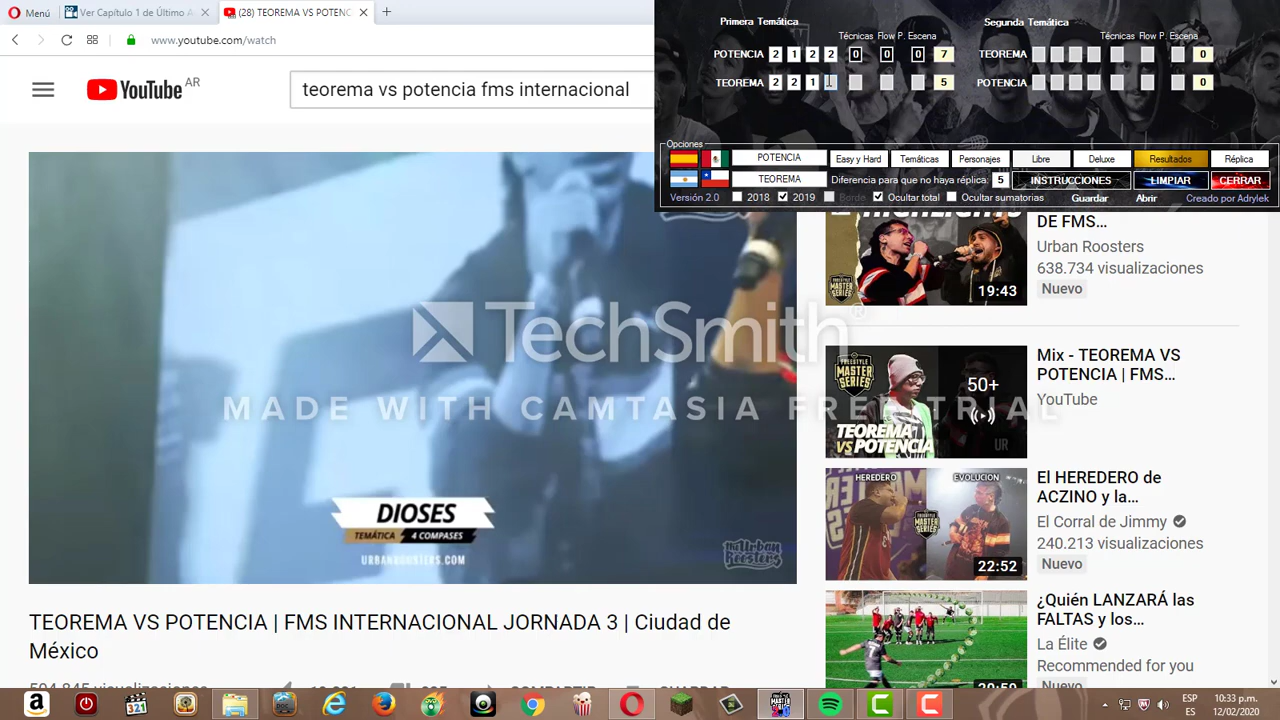 Menú
Ver Capítulo 1 de Último A
(28) TEOREMA VS POTENC
www.youtube.com/watch
YouTube AR
teorema vs potencia fms internacional
Primera Temática
Técnicas Flow P. Escena
POTENCIA 2 1 2 2 0 0 0 7
TEOREMA 2 2 1 5
Segunda Temática
Técnicas Flow P. Escena
TEOREMA 0
POTENCIA 0
Opciones
POTENCIA Easy y Hard Temáticas Personajes Libre Deluxe Resultados Réplica
TEOREMA Diferencia para que no haya réplica: 5 INSTRUCCIONES LIMPIAR CERRAR
Versión 2.0 2018 2019 Borde Ocultar total Ocultar sumatorias Guardar Abrir Creado por Adrylek
TechSmith
MADE WITH CAMTASIA FREE TRIAL
DIOSES
TEMÁTICA 4 COMPASES
URBANROOSTERS.COM
Urban Roosters
TEOREMA VS POTENCIA | FMS INTERNACIONAL JORNADA 3 | Ciudad de
México
DE FMS...
Urban Roosters
638.734 visualizaciones
Nuevo
19:43
FREESTYLE
MASTER
SERIES
50+
TEOREMA
VS
POTENCIA
UR
Mix - TEOREMA VS
POTENCIA | FMS...
YouTube
HEREDERO EVOLUCION
22:52
El HEREDERO de
ACZINO y la...
El Corral de Jimmy
240.213 visualizaciones
Nuevo
¿Quién LANZARÁ las
FALTAS y los...
La Élite
Recommended for you
321
ESP
ES
10:33 p.m.
12/02/2020